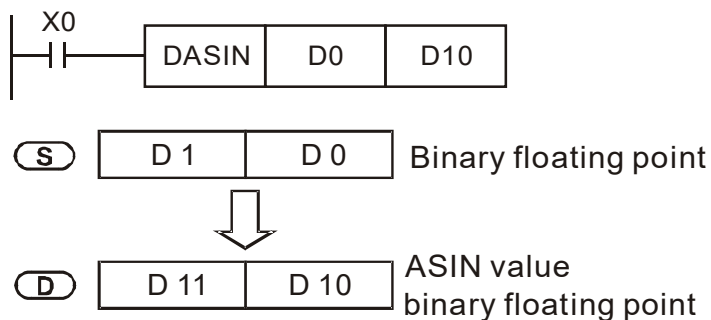 X0
DASIN D0 D10
S D 1 D 0 Binary floating point
D D 11 D 10 ASIN value
binary floating point